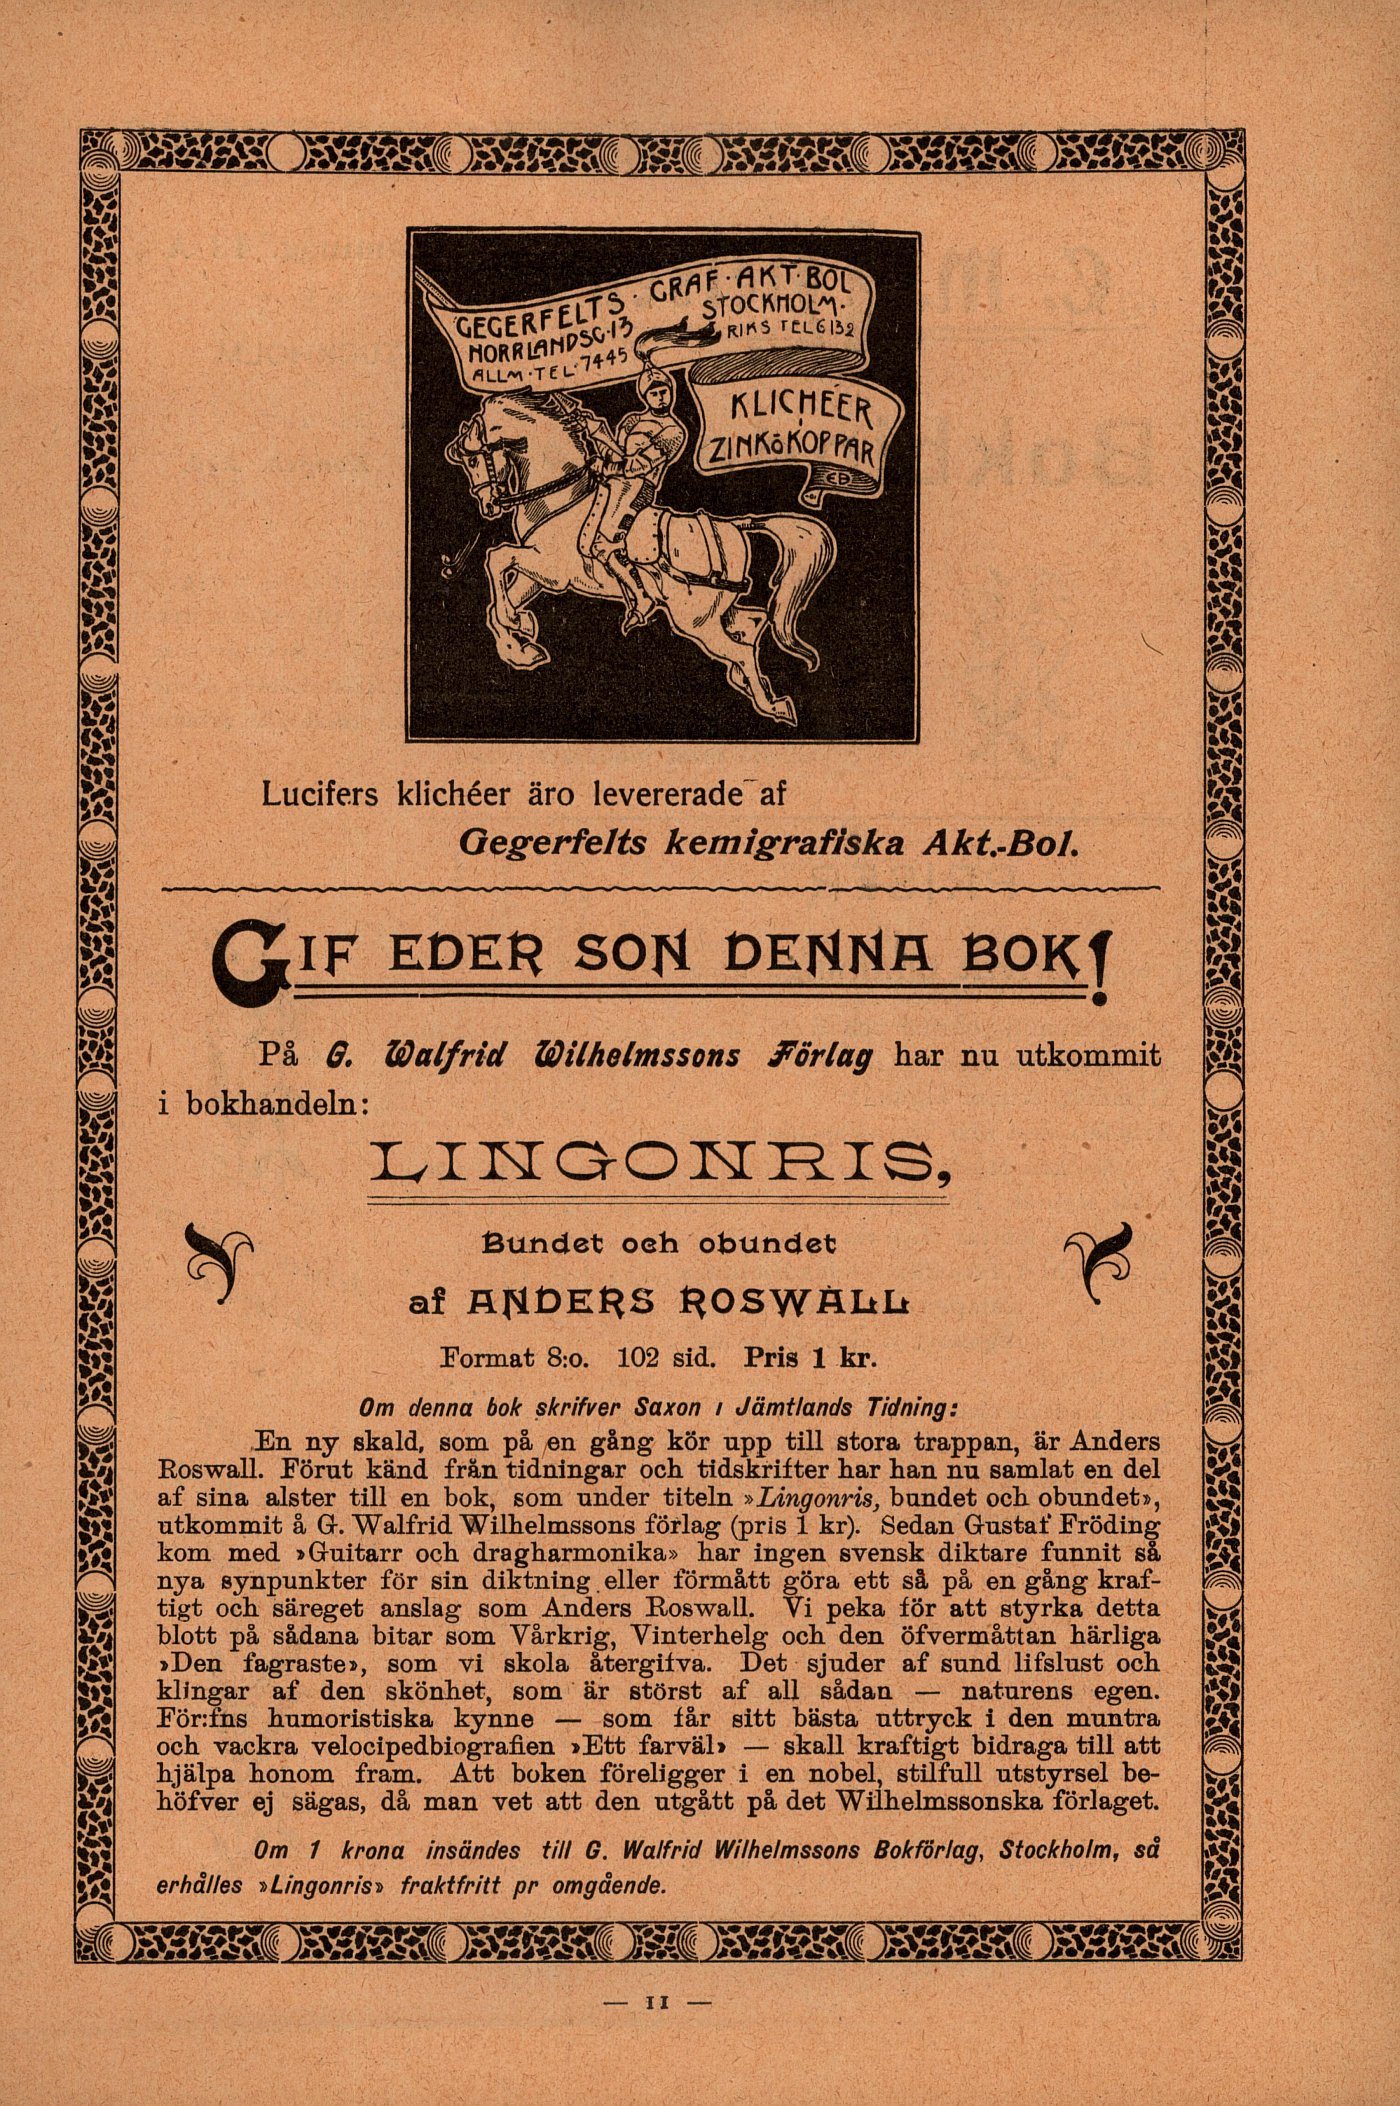 GEGERFELTS · GRAF · AKT · BOL
NORRLANDSG · 13 STOCKHOLM ·
ALLM · TEL · 7445 RIKS TEL 6132
KLICHÉER
ZINK & KOPPAR
Lucifers klichéer äro levererade af
Gegerfelts kemigrafiska Akt.-Bol.
GIF EDER SON DENNA BOK!
På G. Walfrid Wilhelmssons Förlag har nu utkommit
i bokhandeln:
LINGONRIS,
Bundet och obundet
af ANDERS ROSWALL
Format 8:o. 102 sid. Pris 1 kr.
Om denna bok skrifver Saxon i Jämtlands Tidning:
En ny skald, som på en gång kör upp till stora trappan, är Anders
Roswall. Förut känd från tidningar och tidskrifter har han nu samlat en del
af sina alster till en bok, som under titeln »Lingonris, bundet och obundet»,
utkommit å G. Walfrid Wilhelmssons förlag (pris 1 kr). Sedan Gustaf Fröding
kom med »Guitarr och dragharmonika» har ingen svensk diktare funnit så
nya synpunkter för sin diktning eller förmått göra ett så på en gång kraf-
tigt och säreget anslag som Anders Roswall. Vi peka för att styrka detta
blott på sådana bitar som Vårkrig, Vinterhelg och den öfvermåttan härliga
»Den fagraste», som vi skola återgifva. Det sjuder af sund lifslust och
klingar af den skönhet, som är störst af all sådan — naturens egen.
För:fns humoristiska kynne — som får sitt bästa uttryck i den muntra
och vackra velocipedbiografien »Ett farväl» — skall kraftigt bidraga till att
hjälpa honom fram. Att boken föreligger i en nobel, stilfull utstyrsel be-
höfver ej sägas, då man vet att den utgått på det Wilhelmssonska förlaget.
Om 1 krona insändes till G. Walfrid Wilhelmssons Bokförlag, Stockholm, så
erhålles »Lingonris» fraktfritt pr omgående.
— 11 —